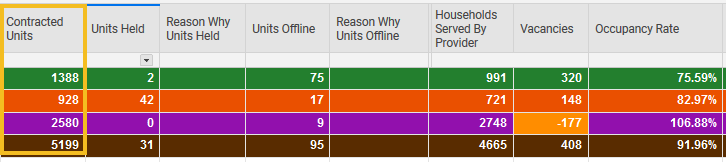 Contracted Units | Units Held | Reason Why Units Held | Units Offline | Reason Why Units Offline | Households Served By Provider | Vacancies | Occupancy Rate
1388 | 2 | | 75 | | 991 | 320 | 75.59%
928 | 42 | | 17 | | 721 | 148 | 82.97%
2580 | 0 | | 9 | | 2748 | -177 | 106.88%
5199 | 31 | | 95 | | 4665 | 408 | 91.96%